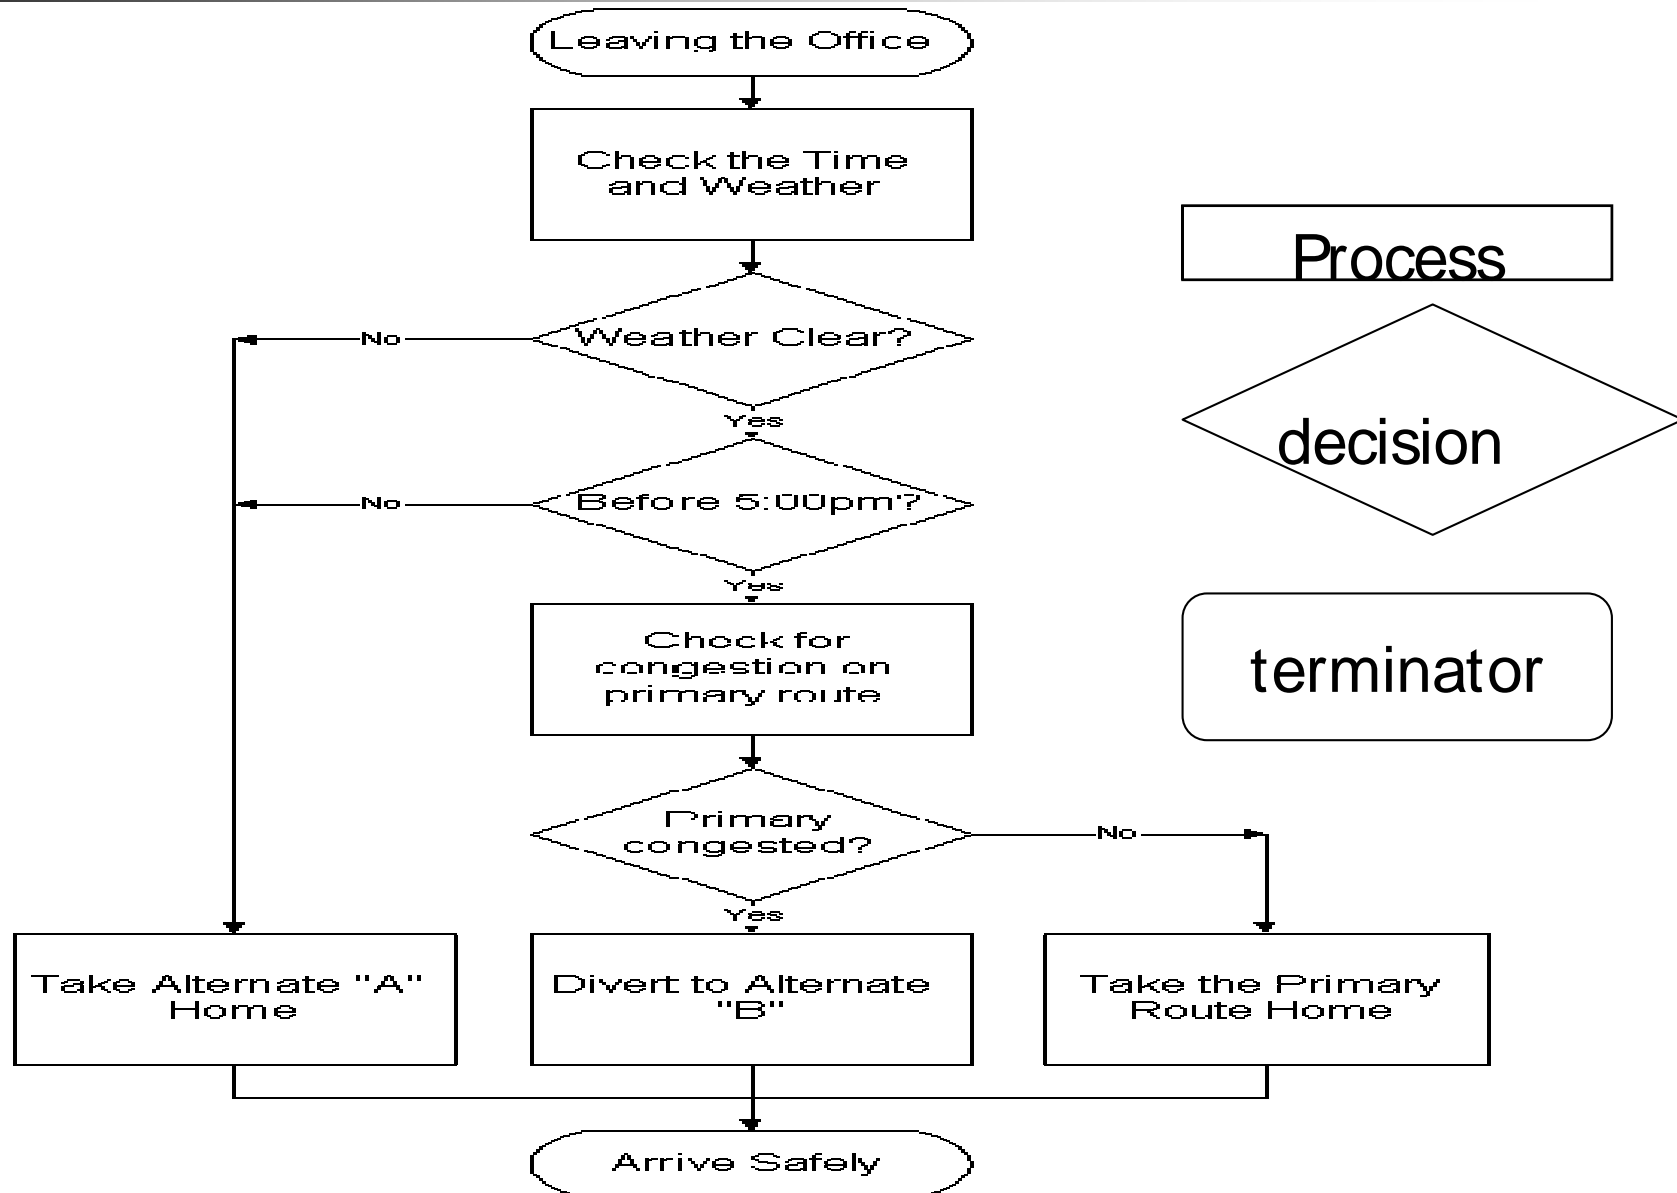 Leaving the Office
Check the Time
and Weather
Weather Clear?
No
Yes
Before 5:00pm?
No
Yes
Check for
congestion on
primary route
Primary
congested?
No
Yes
Take Alternate "A"
Home
Divert to Alternate
"B"
Take the Primary
Route Home
Arrive Safely
Process
decision
terminator